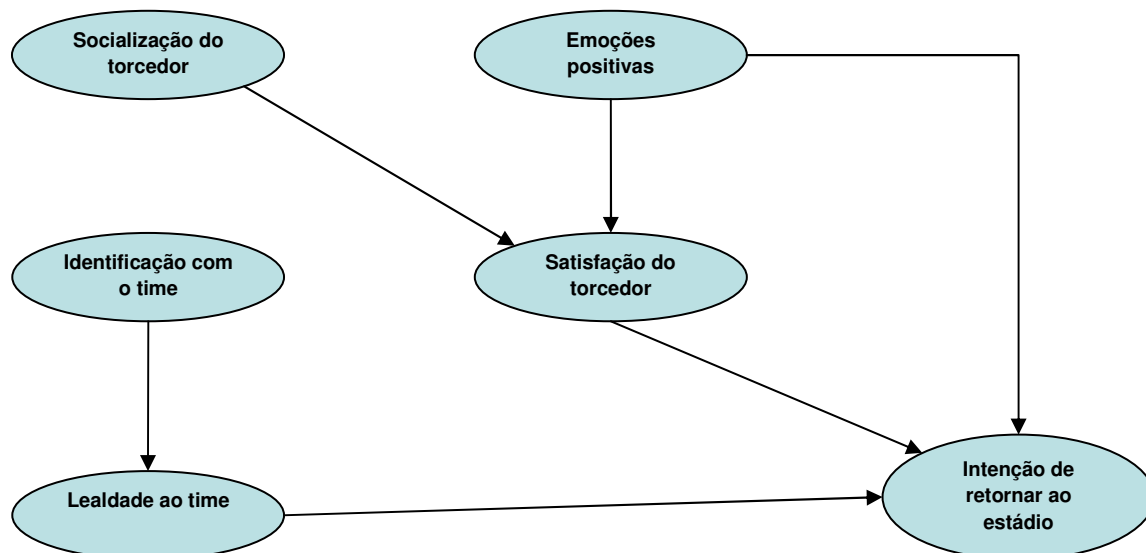 Socialização do
torcedor
Emoções
positivas
Identificação com
o time
Satisfação do
torcedor
Lealdade ao time
Intenção de
retornar ao
estádio